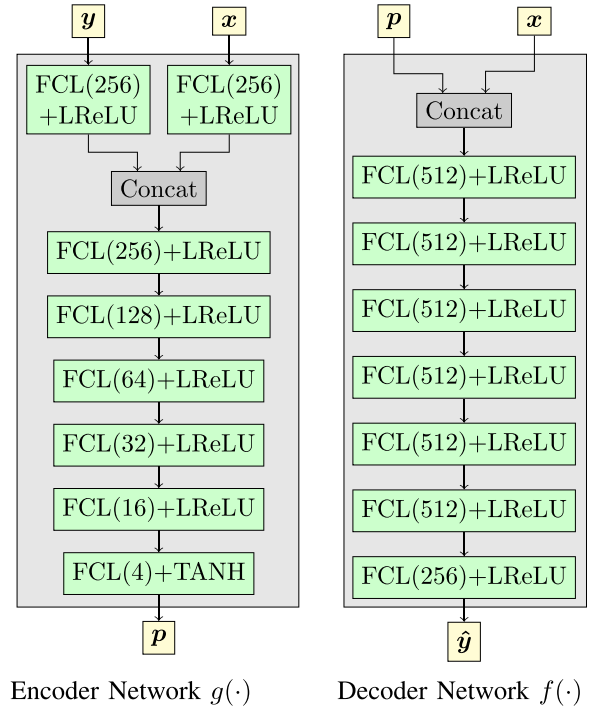 y
x
FCL(256)
+LReLU
FCL(256)
+LReLU
Concat
FCL(256)+LReLU
FCL(128)+LReLU
FCL(64)+LReLU
FCL(32)+LReLU
FCL(16)+LReLU
FCL(4)+TANH
p
Encoder Network g(·)
p
x
Concat
FCL(512)+LReLU
FCL(512)+LReLU
FCL(512)+LReLU
FCL(512)+LReLU
FCL(512)+LReLU
FCL(512)+LReLU
FCL(256)+LReLU
ŷ
Decoder Network f(·)